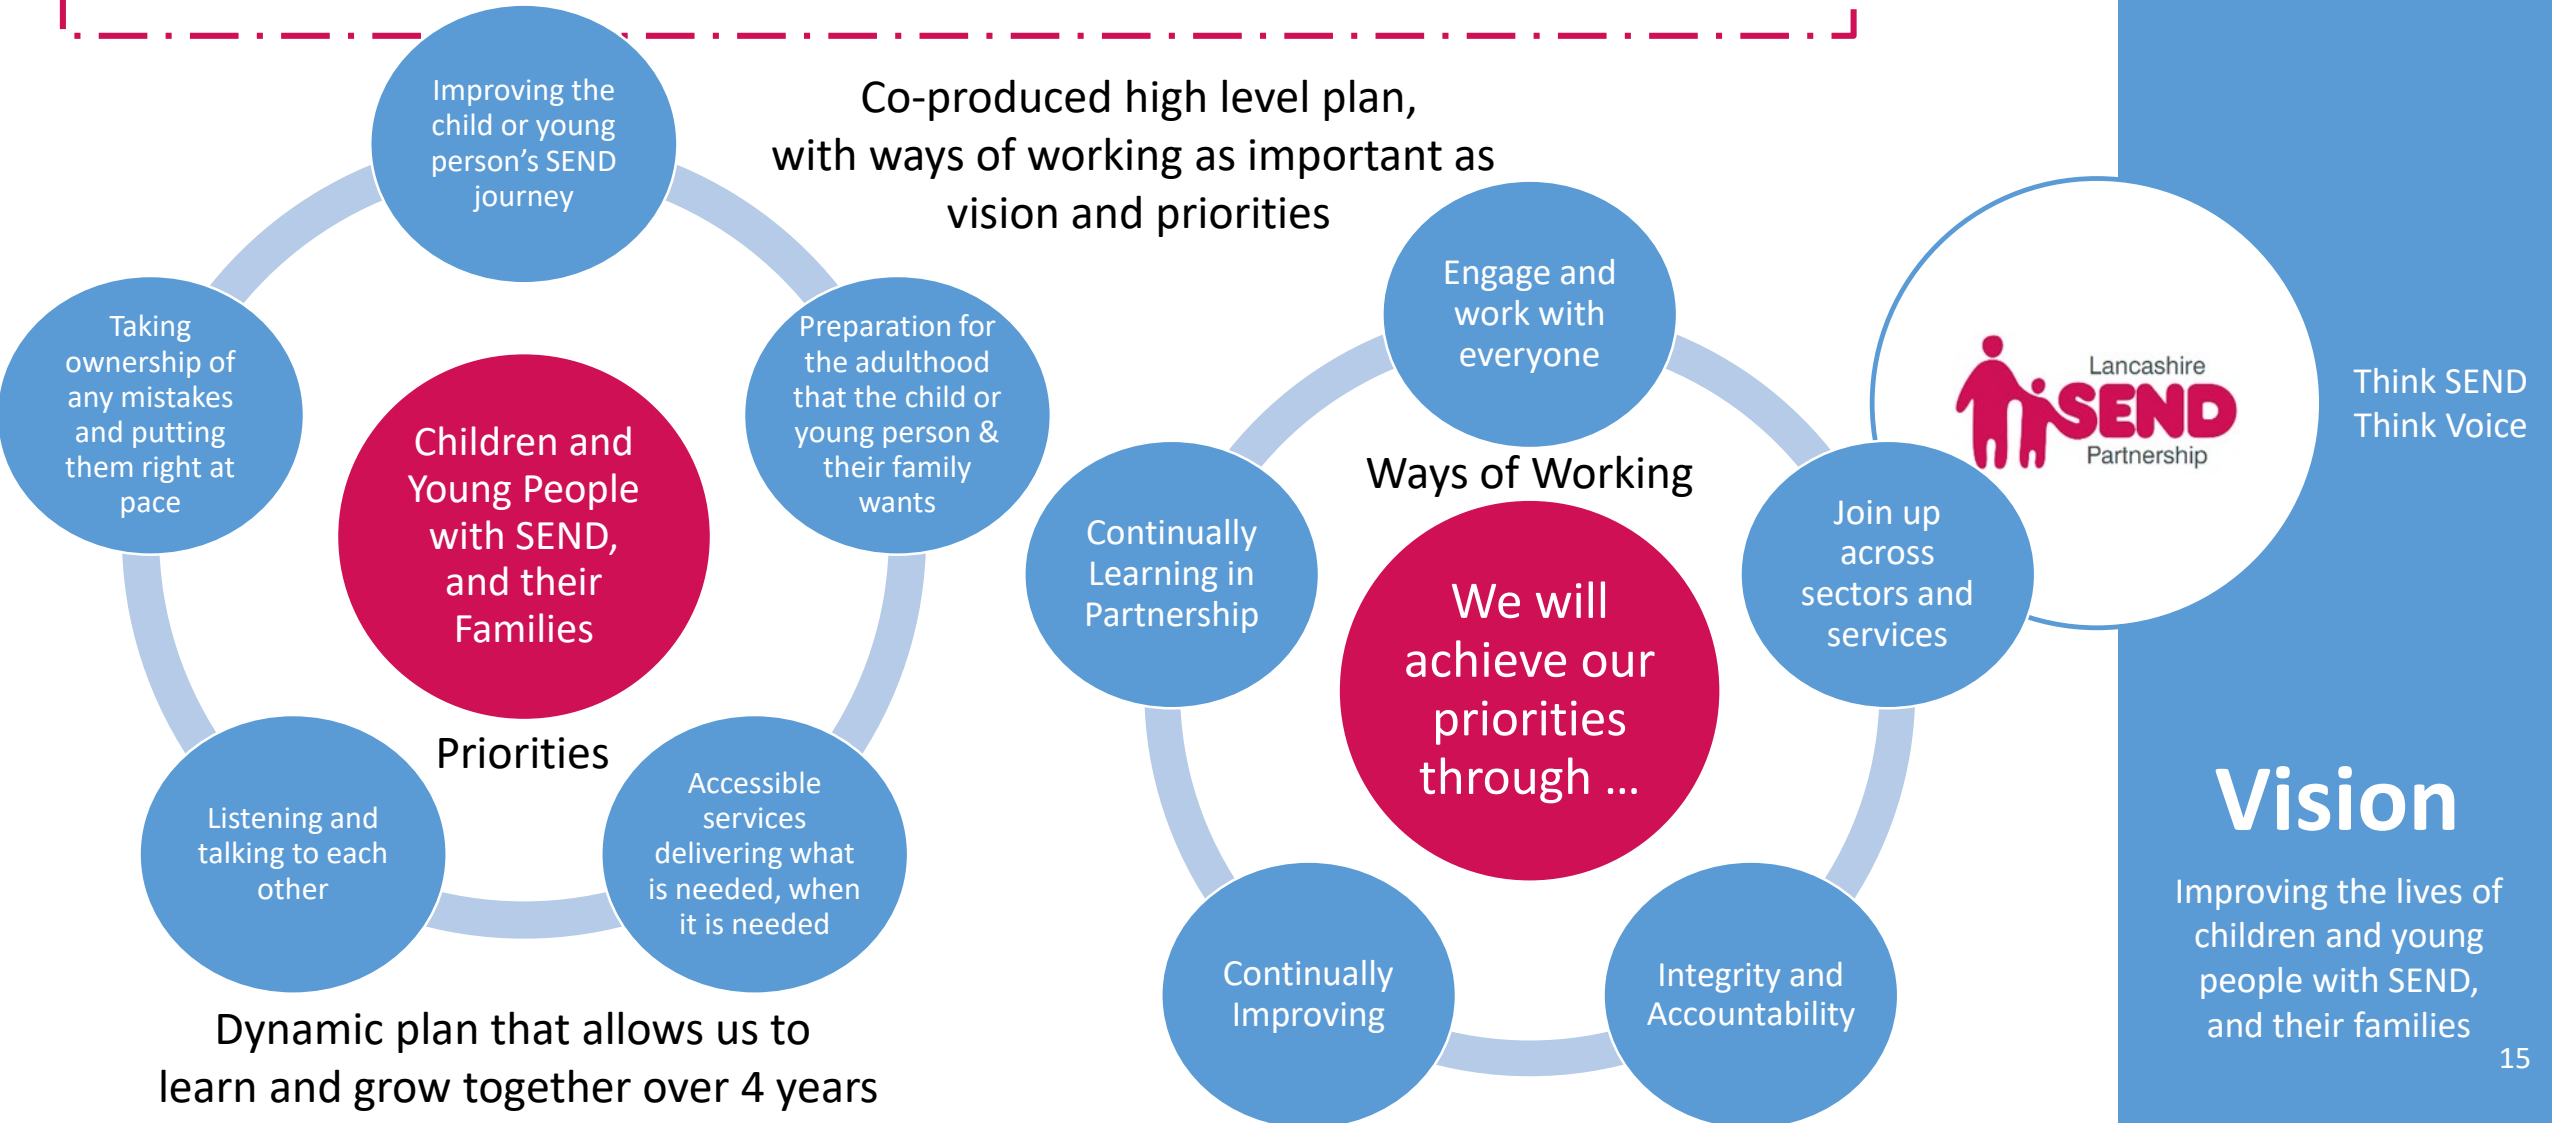 Co-produced high level plan,
with ways of working as important as
vision and priorities
Improving the
child or young
person’s SEND
journey
Preparation for
the adulthood
that the child or
young person &
their family
wants
Accessible
services
delivering what
is needed, when
it is needed
Listening and
talking to each
other
Taking
ownership of
any mistakes
and putting
them right at
pace
Children and
Young People
with SEND,
and their
Families
Priorities
Dynamic plan that allows us to
learn and grow together over 4 years
Engage and
work with
everyone
Join up
across
sectors and
services
Integrity and
Accountability
Continually
Improving
Continually
Learning in
Partnership
Ways of Working
We will
achieve our
priorities
through ...
Lancashire
SEND
Partnership
Think SEND
Think Voice
Vision
Improving the lives of
children and young
people with SEND,
and their families
15